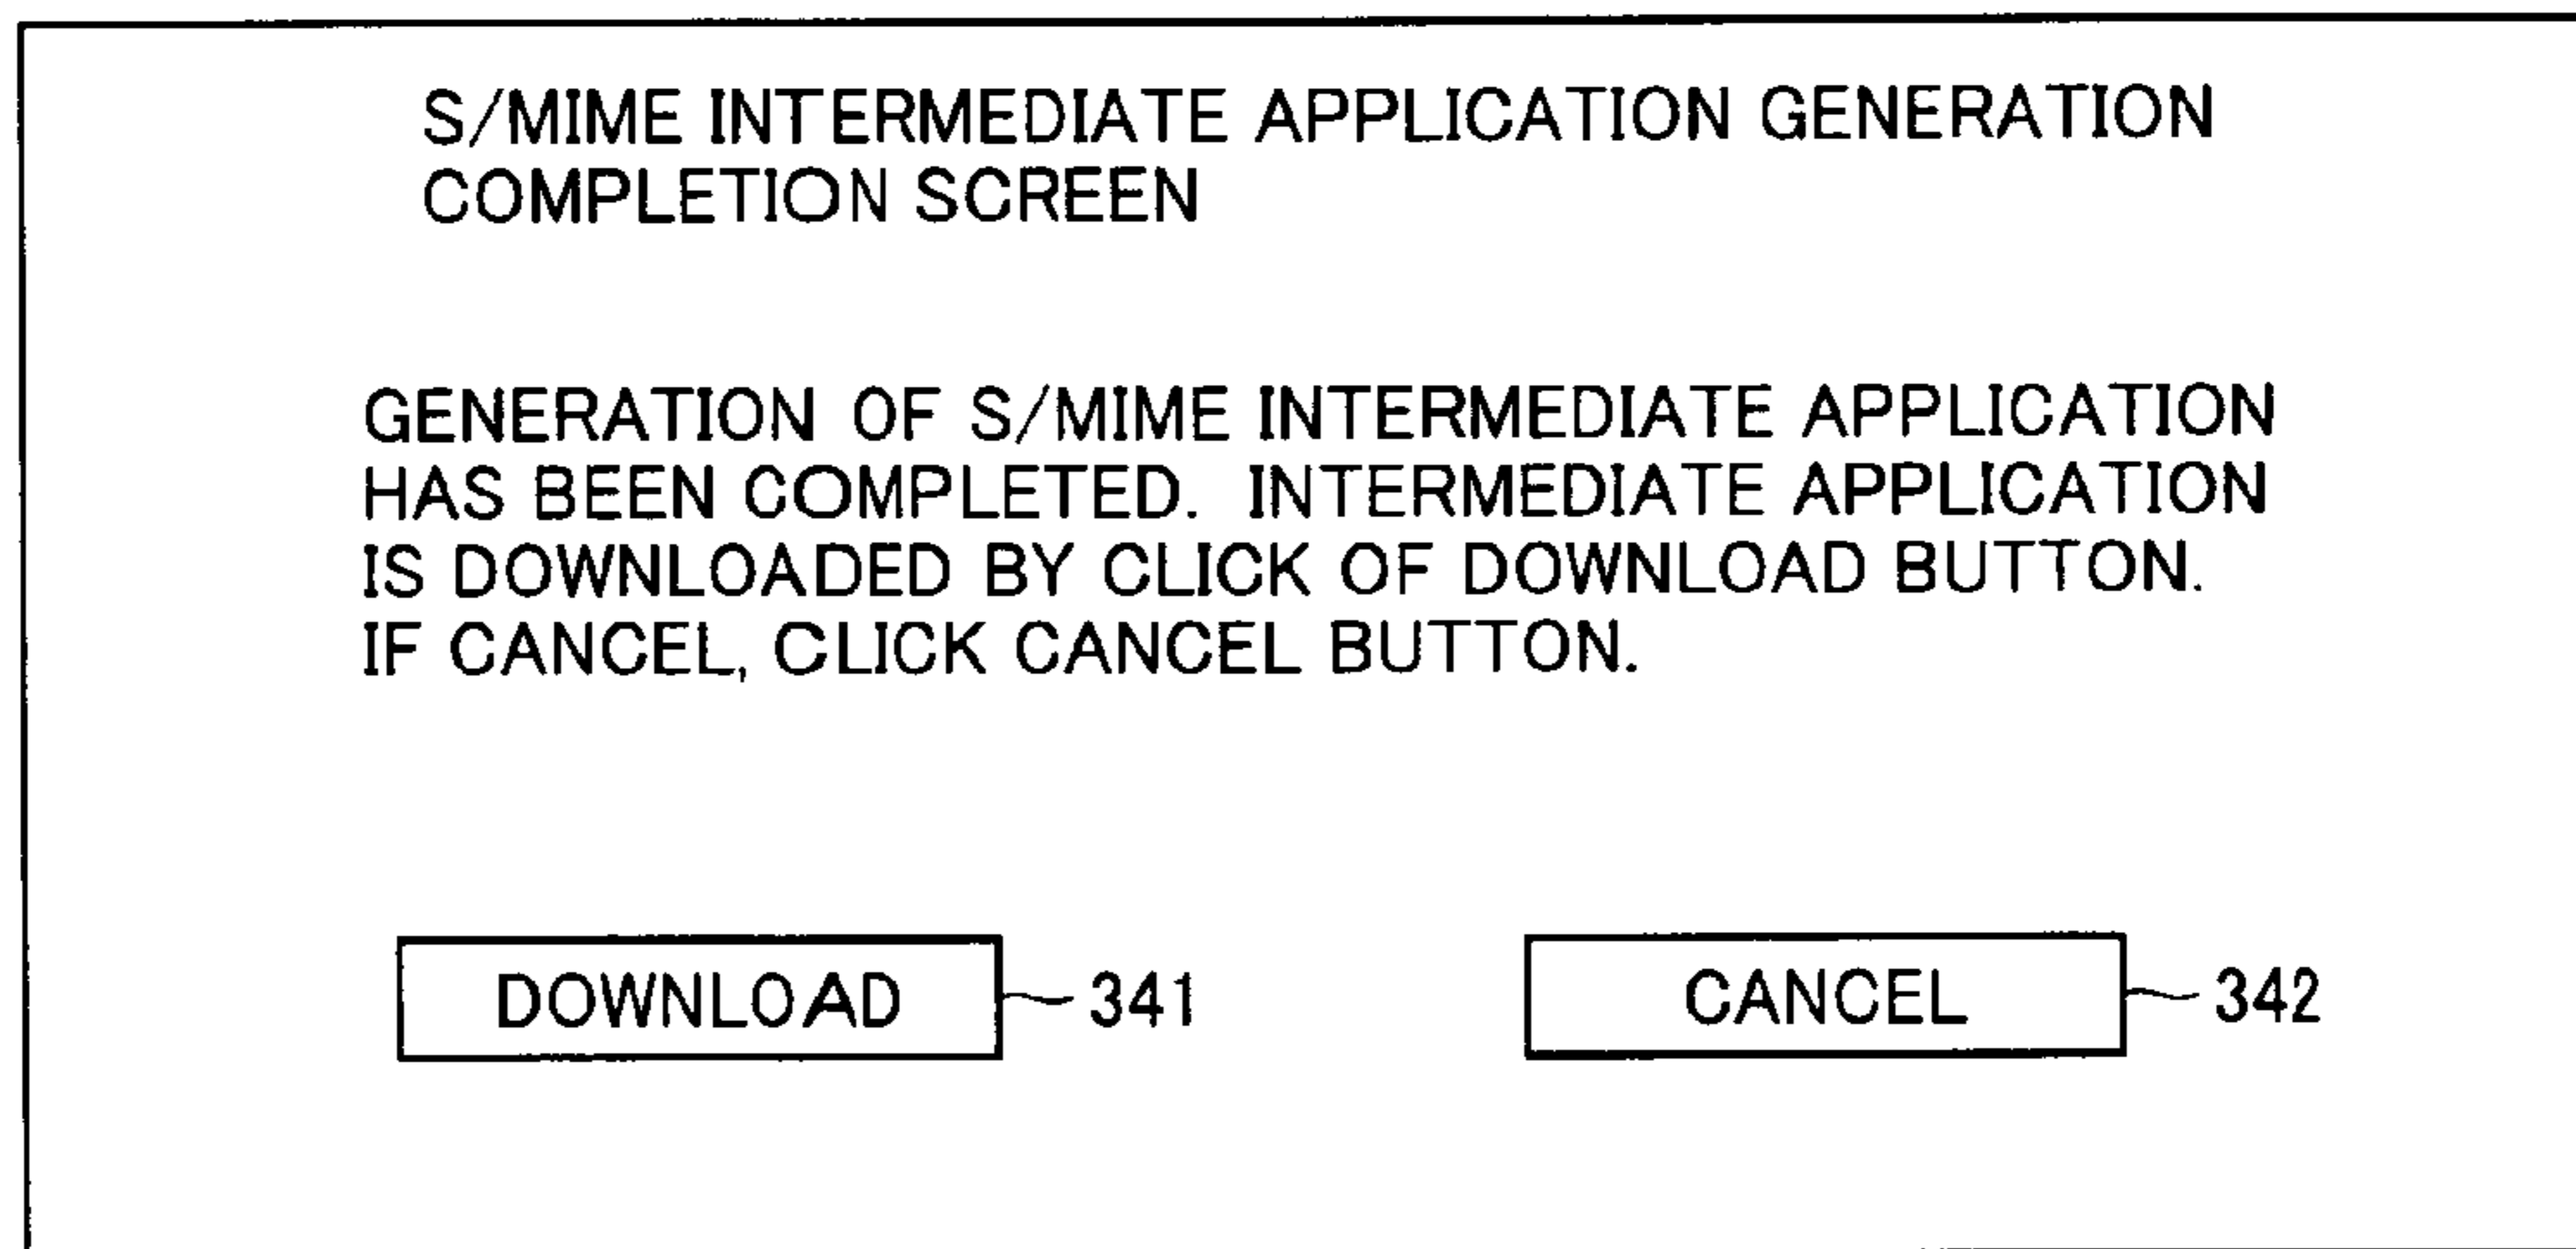 S/MIME INTERMEDIATE APPLICATION GENERATION
COMPLETION SCREEN
GENERATION OF S/MIME INTERMEDIATE APPLICATION
HAS BEEN COMPLETED. INTERMEDIATE APPLICATION
IS DOWNLOADED BY CLICK OF DOWNLOAD BUTTON.
IF CANCEL, CLICK CANCEL BUTTON.
DOWNLOAD 341 CANCEL 342